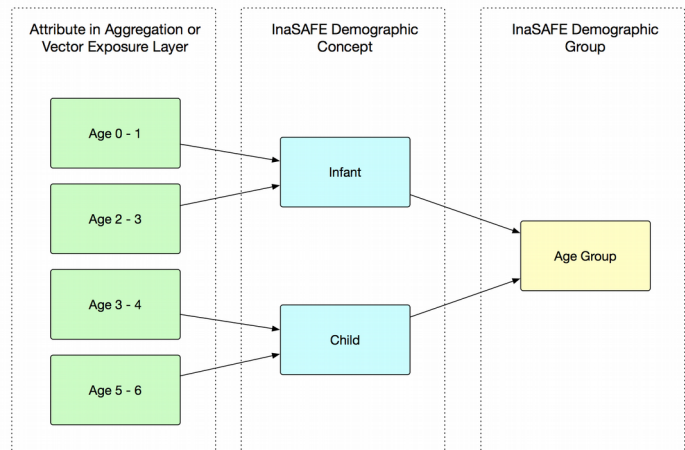 Attribute in Aggregation or
Vector Exposure Layer
InaSAFE Demographic
Concept
InaSAFE Demographic
Group
Age 0 - 1
Age 2 - 3
Age 3 - 4
Age 5 - 6
Infant
Child
Age Group